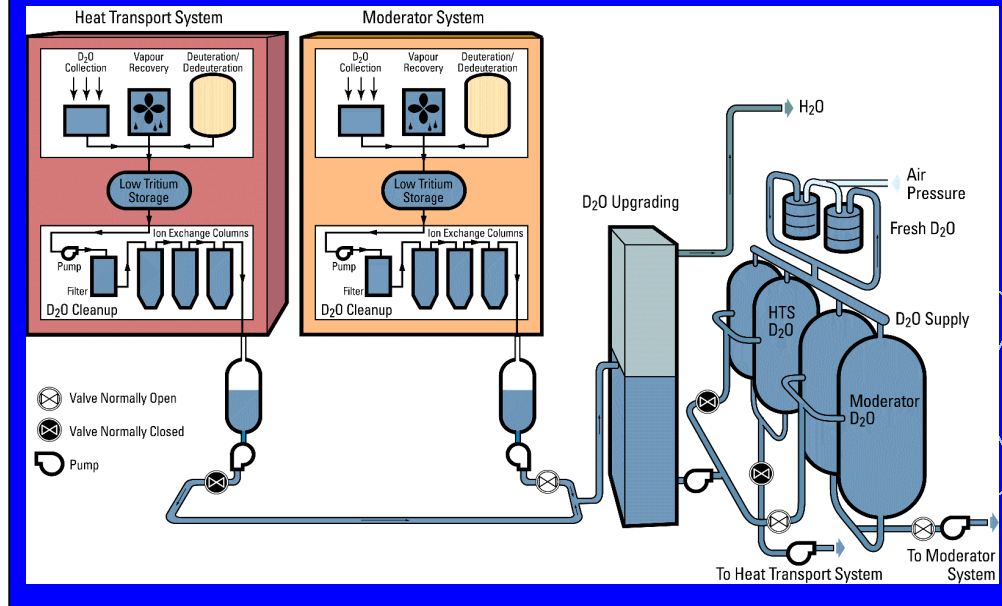 Heat Transport System
D₂O
Collection
Vapour
Recovery
Deuteration/
Dedeuteration
Low Tritium
Storage
Ion Exchange Columns
Pump
Filter
D₂O Cleanup
Moderator System
D₂O
Collection
Vapour
Recovery
Deuteration/
Dedeuteration
Low Tritium
Storage
Ion Exchange Columns
Pump
Filter
D₂O Cleanup
Valve Normally Open
Valve Normally Closed
Pump
D₂O Upgrading
H₂O
Air
Pressure
Fresh D₂O
D₂O Supply
HTS
D₂O
Moderator
D₂O
To Heat Transport System
To Moderator
System